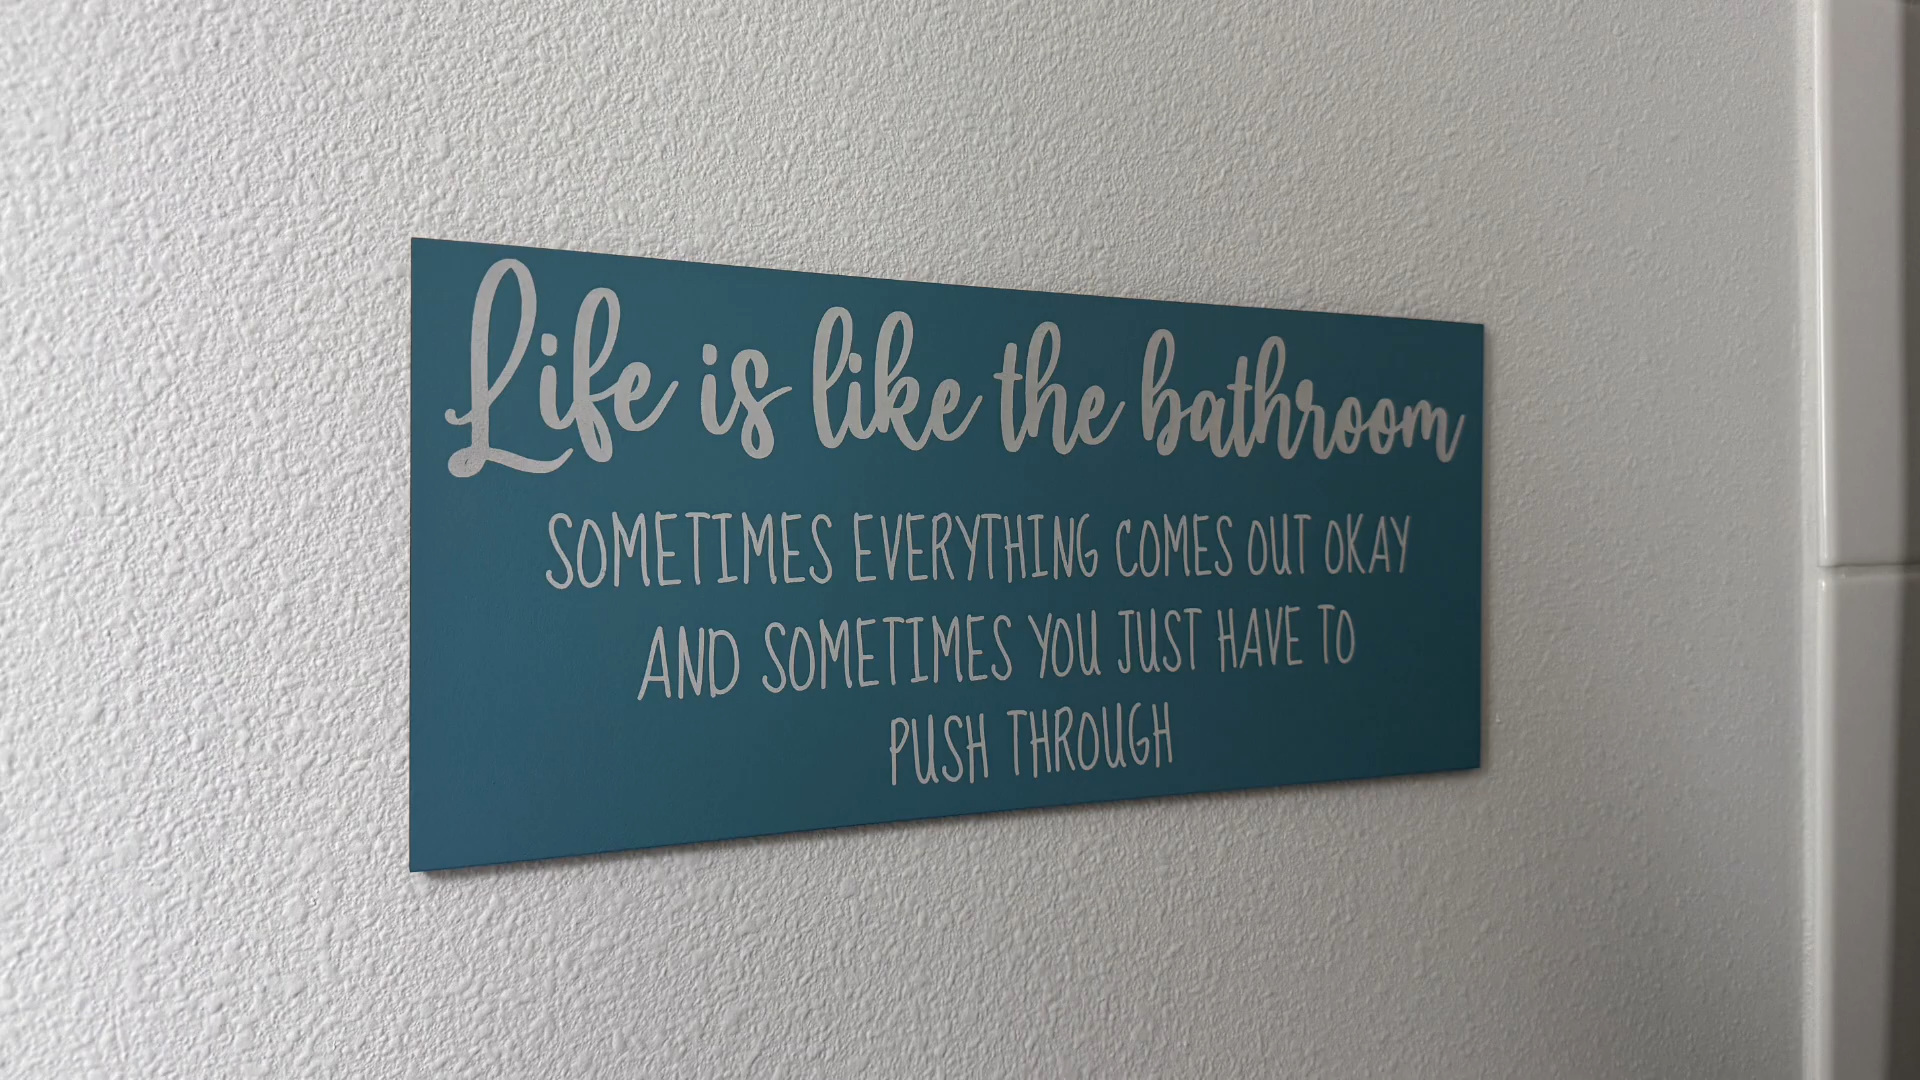 Life is like the bathroom
SOMETIMES EVERYTHING COMES OUT OKAY
AND SOMETIMES YOU JUST HAVE TO
PUSH THROUGH